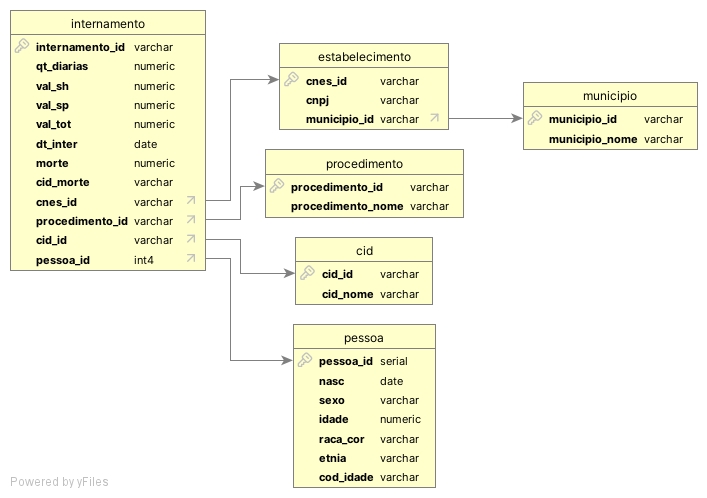 internamento
internamento_id varchar
qt_diarias numeric
val_sh numeric
val_sp numeric
val_tot numeric
dt_inter date
morte numeric
cid_morte varchar
cnes_id varchar
procedimento_id varchar
cid_id varchar
pessoa_id int4
estabelecimento
cnes_id varchar
cnpj varchar
municipio_id varchar
municipio
municipio_id varchar
municipio_nome varchar
procedimento
procedimento_id varchar
procedimento_nome varchar
cid
cid_id varchar
cid_nome varchar
pessoa
pessoa_id serial
nasc date
sexo varchar
idade numeric
raca_cor varchar
etnia varchar
cod_idade varchar
Powered by yFiles